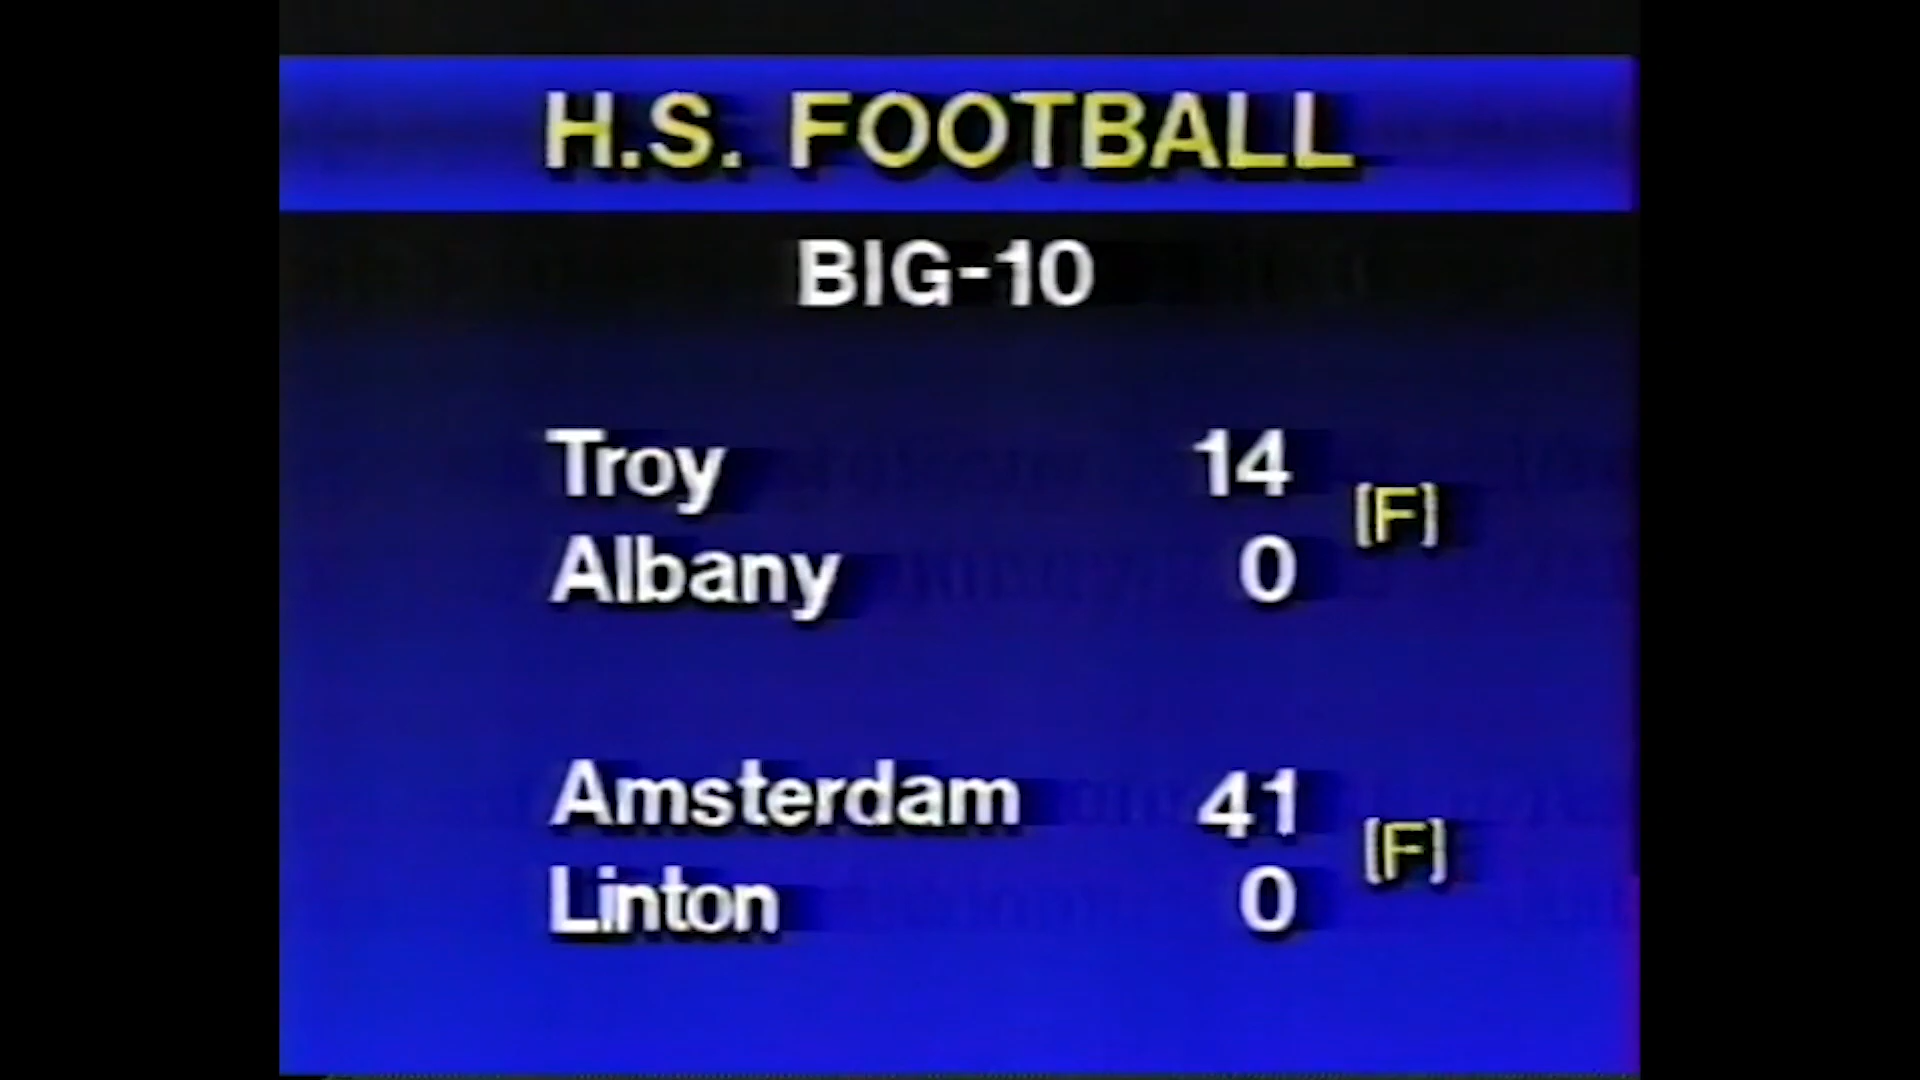 H.S. FOOTBALL
BIG-10
Troy 14
(F)
Albany 0
Amsterdam 41
(F)
Linton 0